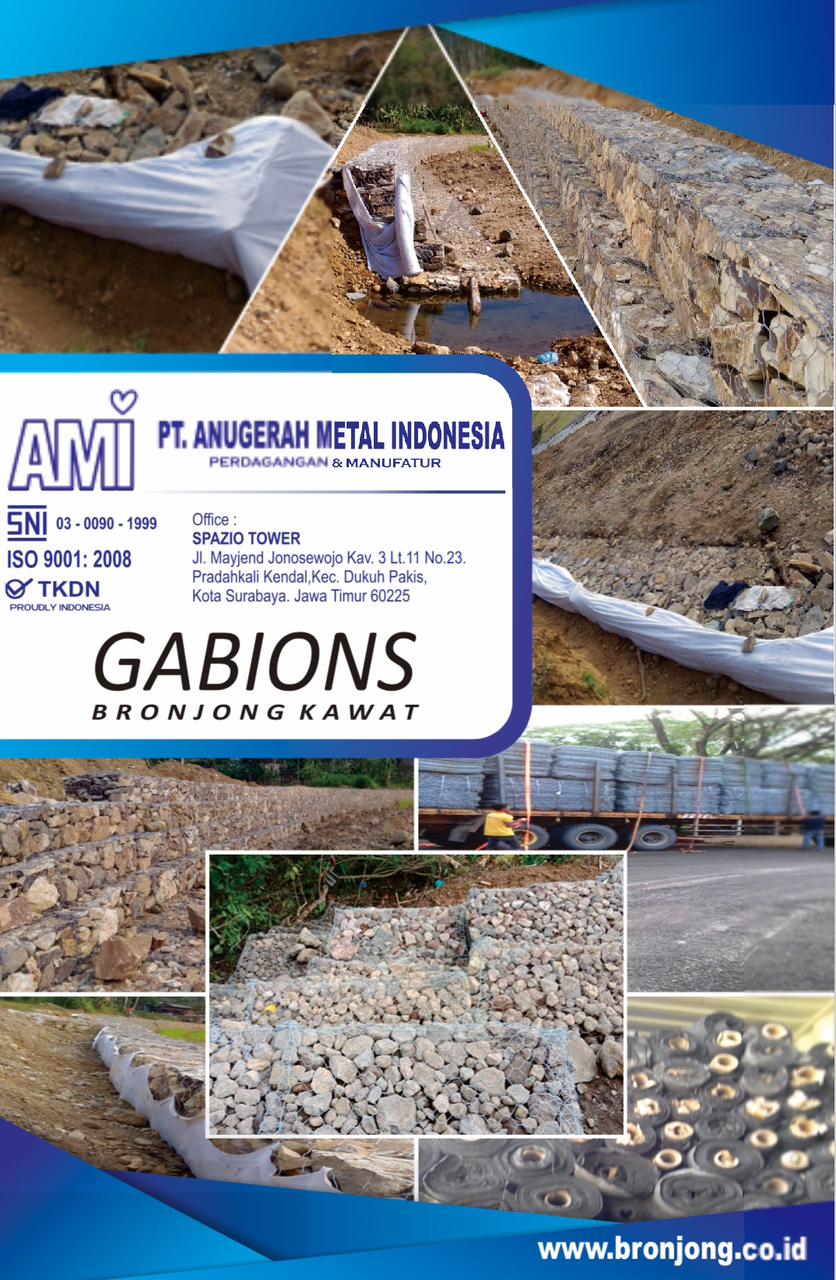 AMI
PT. ANUGERAH METAL INDONESIA
PERDAGANGAN & MANUFATUR
SNI 03 - 0090 - 1999
ISO 9001: 2008
TKDN
PROUDLY INDONESIA
Office :
SPAZIO TOWER
Jl. Mayjend Jonosewojo Kav. 3 Lt.11 No.23.
Pradahkali Kendal,Kec. Dukuh Pakis,
Kota Surabaya. Jawa Timur 60225
GABIONS
BRONJONG KAWAT
www.bronjong.co.id